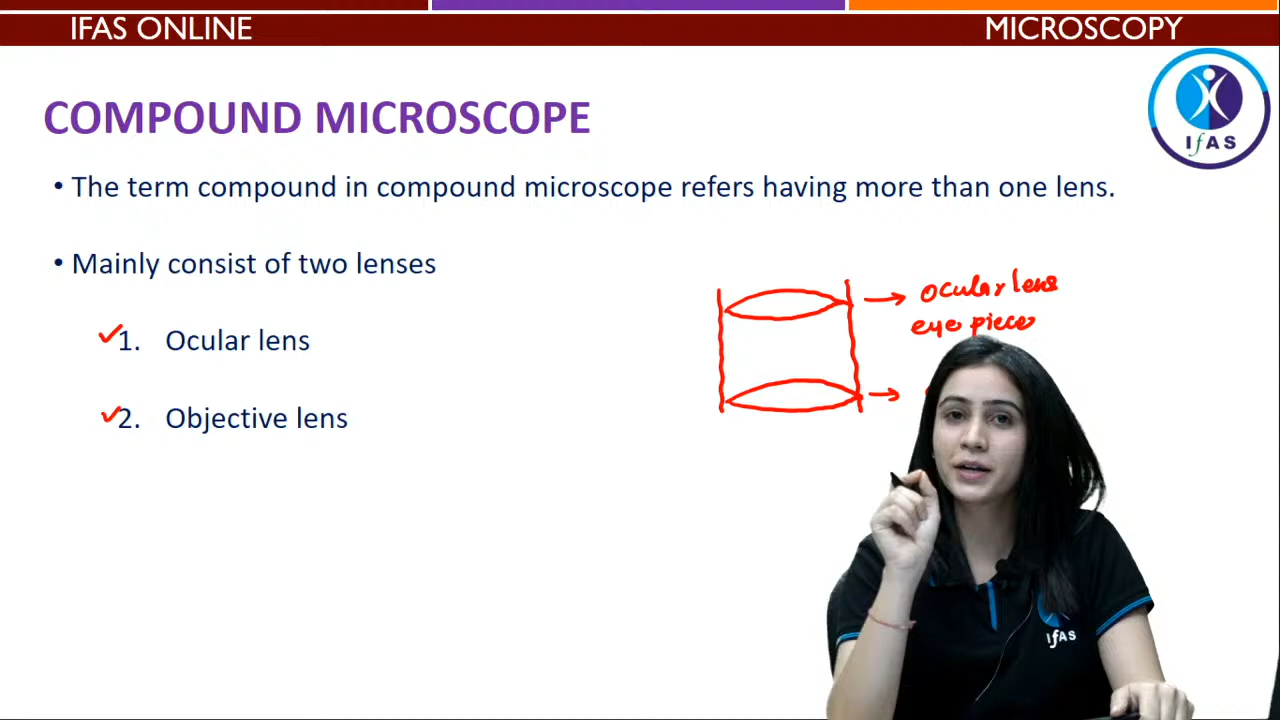 IFAS ONLINE
MICROSCOPY
COMPOUND MICROSCOPE
IfAS
• The term compound in compound microscope refers having more than one lens.
• Mainly consist of two lenses
1. Ocular lens
2. Objective lens
ocular lens
eye piece
IfAS